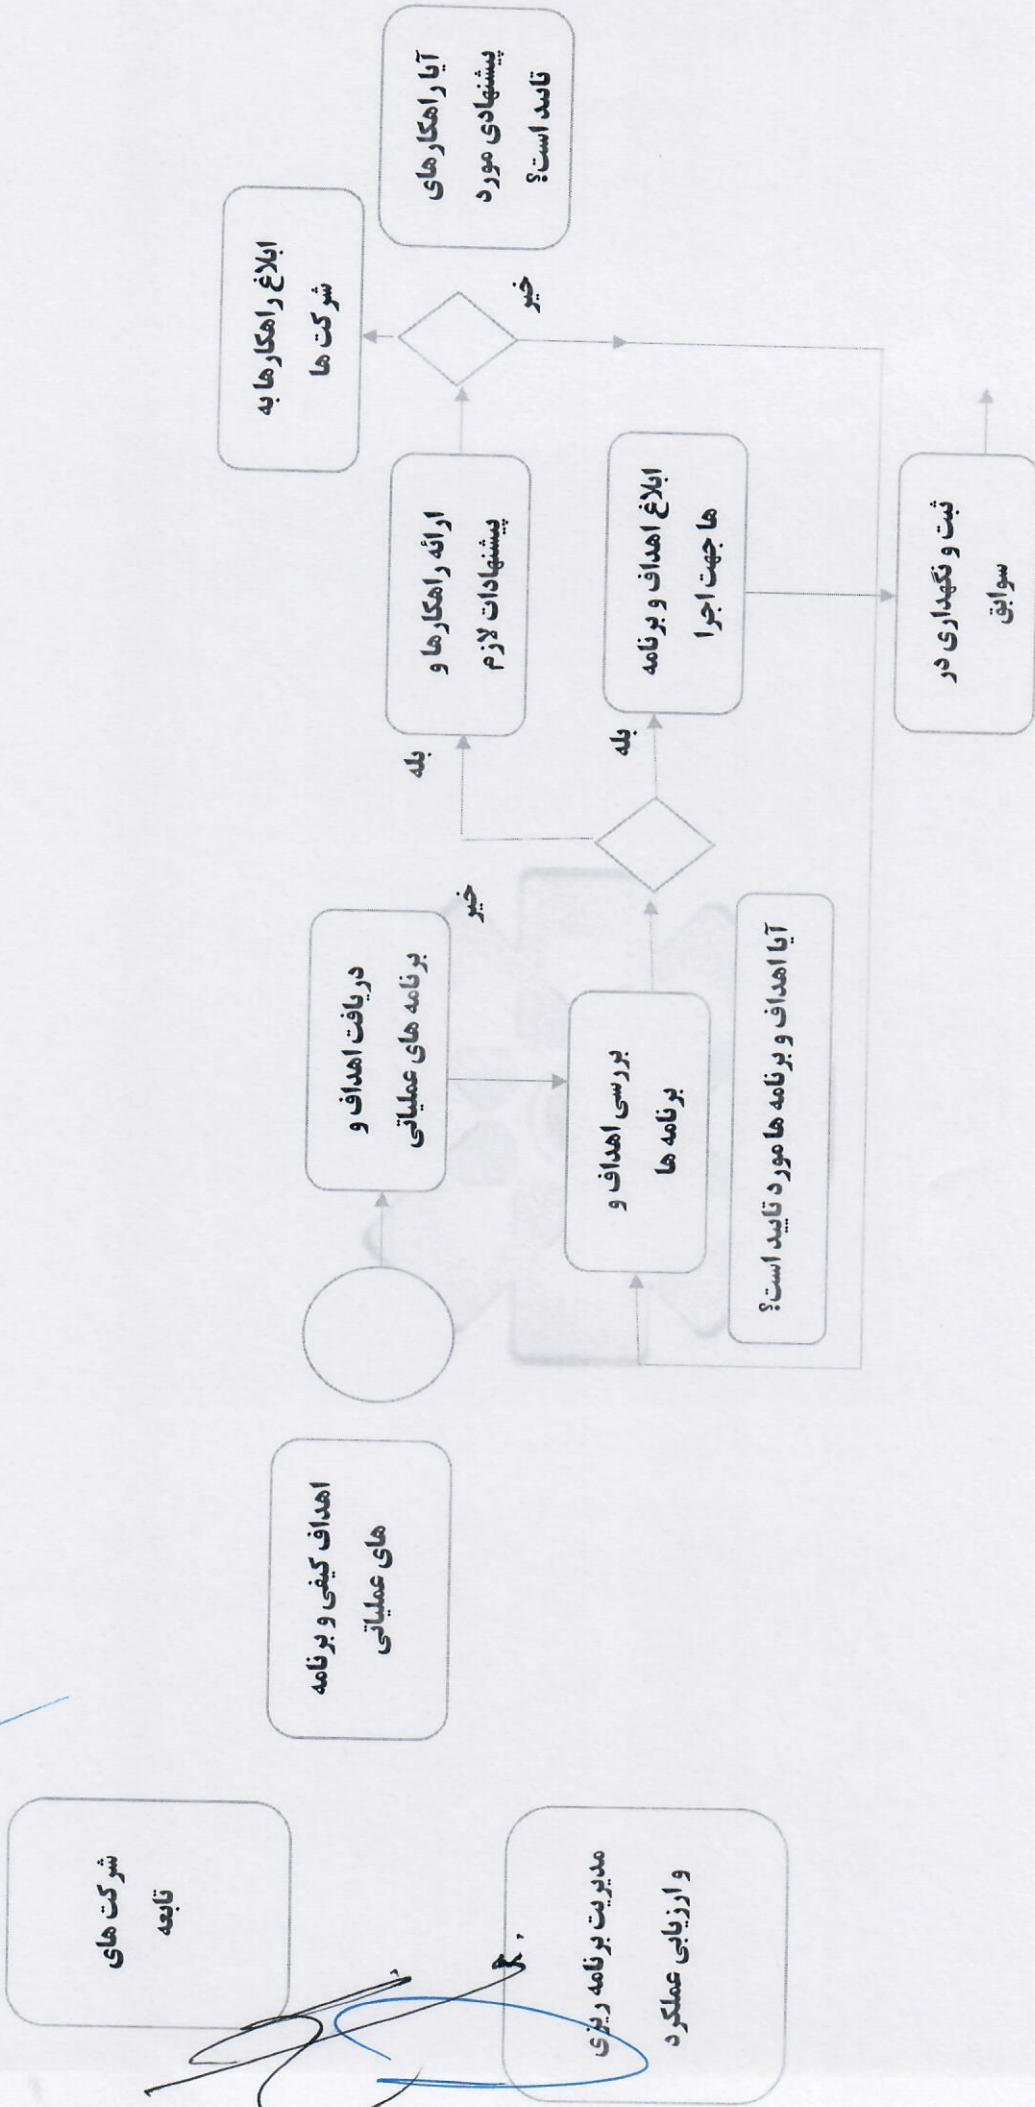 شرکت های
تابعه
مدیریت برنامه ریزی
و ارزیابی عملکرد
اهداف کیفی و برنامه
های عملیاتی
دریافت اهداف و
برنامه های عملیاتی
بررسی اهداف و
برنامه ها
آیا اهداف و برنامه ها مورد تایید است؟
خیر
بله
بله
ارائه راهکارها و
پیشنهادات لازم
ابلاغ اهداف و برنامه
ها جهت اجرا
ثبت و نگهداری در
سوابق
ابلاغ راهکارها به
شرکت ها
خیر
آیا راهکارهای
پیشنهادی مورد
تایید است؟